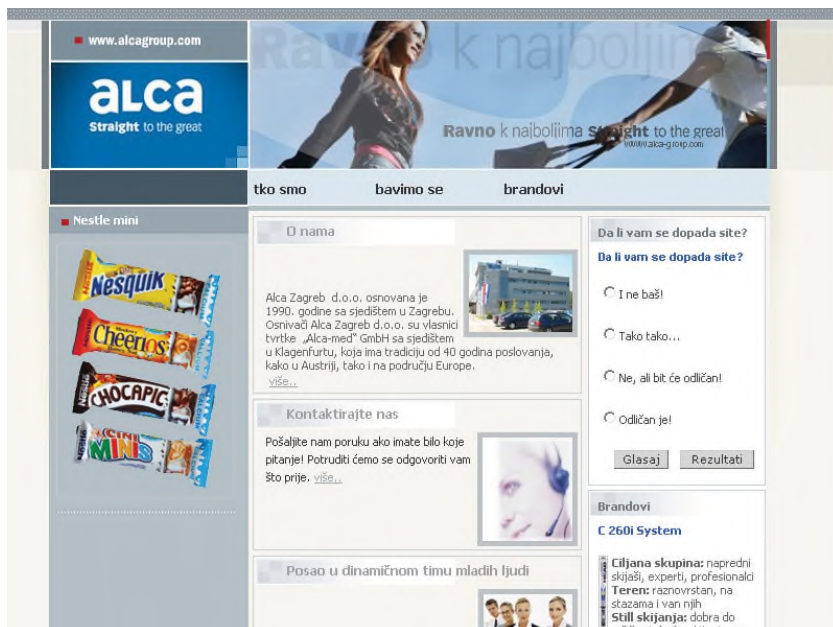 www.alcagroup.com
aLca
Straight to the great
Ravno k najboljima
Ravno k najboljima straight to the great
www.alca-group.com
tko smo
bavimo se
brandovi
Nestle mini
Nesquik
Cheerios
CHOCAPIC
CINI
MINIS
O nama
Alca Zagreb d.o.o. osnovana je
1990. godine sa sjedištem u Zagrebu.
Osnivači Alca Zagreb d.o.o. su vlasnici
tvrtke „Alca-med“ GmbH sa sjedištem
u Klagenfurtu, koja ima tradiciju od 40 godina poslovanja,
kako u Austriji, tako i na području Europe.
više..
Kontaktirajte nas
Pošaljite nam poruku ako imate bilo koje
pitanje! Potruditi ćemo se odgovoriti vam
što prije. više..
Posao u dinamičnom timu mladih ljudi
Da li vam se dopada site?
Da li vam se dopada site?
I ne baš!
Tako tako...
Ne, ali bit će odličan!
Odličan je!
Glasaj
Rezultati
Brandovi
C 260i System
Ciljana skupina: napredni
skijaši, experti, profesionalci
Teren: raznovrstan, na
stazama i van njih
Still skijanja: dobra do